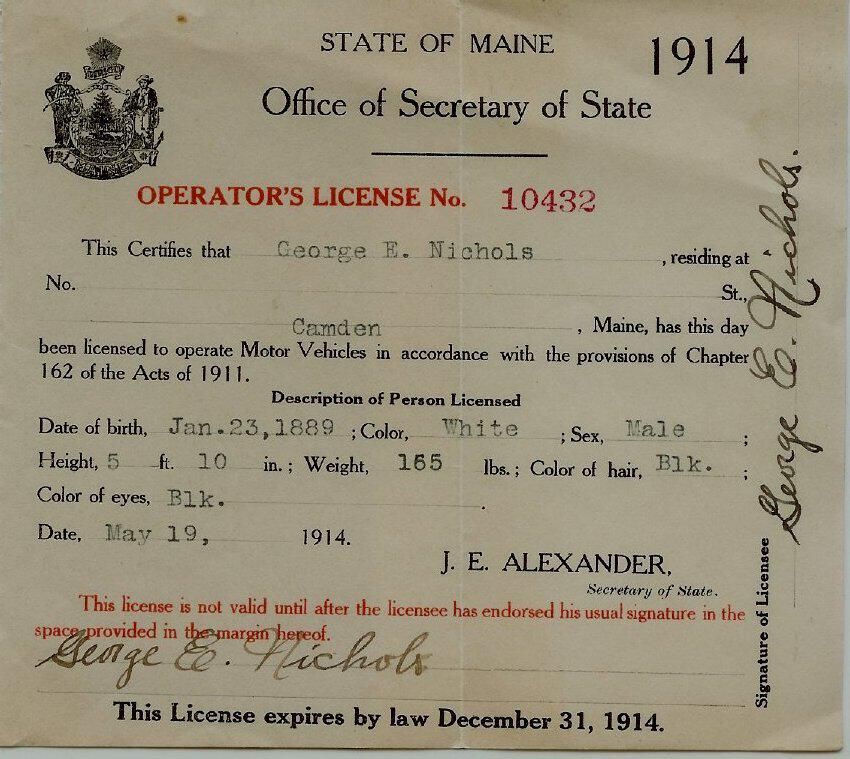 STATE OF MAINE
1914
Office of Secretary of State
OPERATOR'S LICENSE No. 10432
This Certifies that George E. Nichols, residing at
No. St.,
Camden, Maine, has this day
been licensed to operate Motor Vehicles in accordance with the provisions of Chapter
162 of the Acts of 1911.
Description of Person Licensed
Date of birth, Jan.23,1889 ; Color, White ; Sex, Male ;
Height, 5 ft. 10 in. ; Weight, 165 lbs. ; Color of hair, Blk. ;
Color of eyes, Blk. .
Date, May 19, 1914.
J. E. ALEXANDER,
Secretary of State.
This license is not valid until after the licensee has endorsed his usual signature in the
space provided in the margin hereof.
George E. Nichols
This License expires by law December 31, 1914.
Signature of Licensee
George E. Nichols.